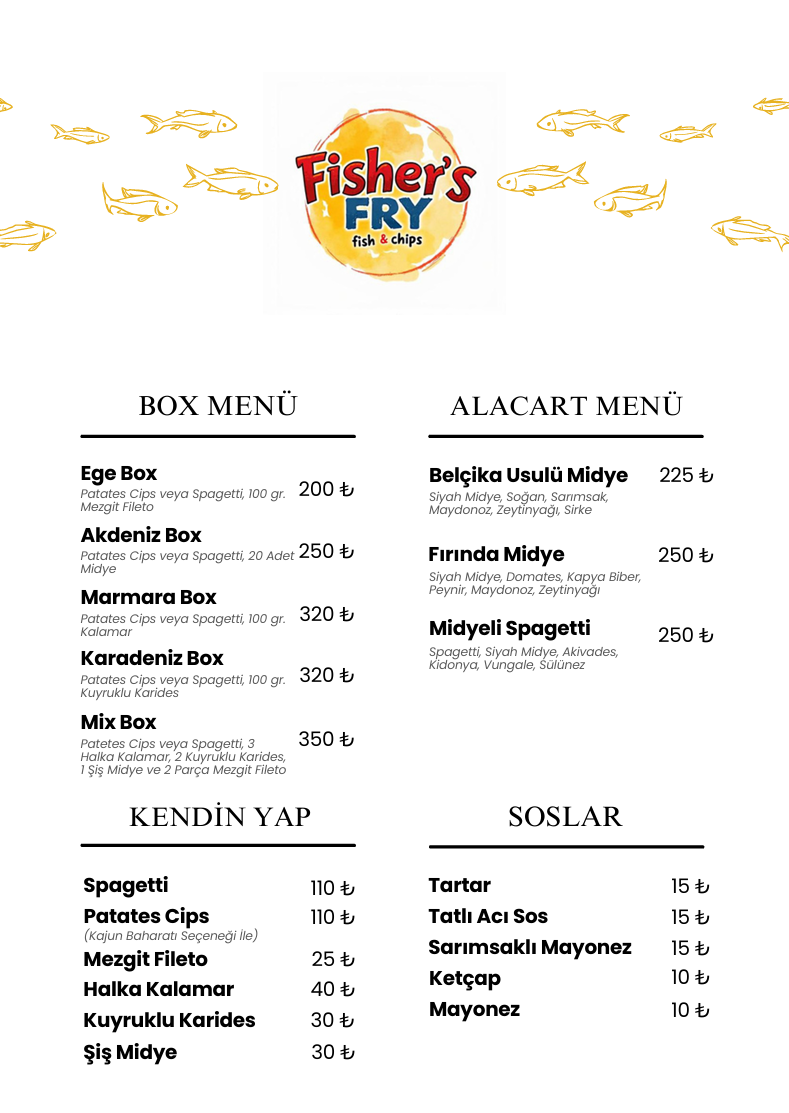 Fisher's
FRY
fish & chips
BOX MENÜ
Ege Box
Patates Cips veya Spagetti, 100 gr.
Mezgit Fileto
200 ₺
Akdeniz Box
Patates Cips veya Spagetti, 20 Adet
Midye
250 ₺
Marmara Box
Patates Cips veya Spagetti, 100 gr.
Kalamar
320 ₺
Karadeniz Box
Patates Cips veya Spagetti, 100 gr.
Kuyruklu Karides
320 ₺
Mix Box
Patetes Cips veya Spagetti, 3
Halka Kalamar, 2 Kuyruklu Karides,
1 Şiş Midye ve 2 Parça Mezgit Fileto
350 ₺
ALACART MENÜ
Belçika Usulü Midye 225 ₺
Siyah Midye, Soğan, Sarımsak,
Maydonoz, Zeytinyağı, Sirke
Fırında Midye 250 ₺
Siyah Midye, Domates, Kapya Biber,
Peynir, Maydonoz, Zeytinyağı
Midyeli Spagetti 250 ₺
Spagetti, Siyah Midye, Akivades,
Kidonya, Vungale, Sülünez
KENDİN YAP
Spagetti 110 ₺
Patates Cips 110 ₺
(Kajun Baharatı Seçeneği İle)
Mezgit Fileto 25 ₺
Halka Kalamar 40 ₺
Kuyruklu Karides 30 ₺
Şiş Midye 30 ₺
SOSLAR
Tartar 15 ₺
Tatlı Acı Sos 15 ₺
Sarımsaklı Mayonez 15 ₺
Ketçap 10 ₺
Mayonez 10 ₺